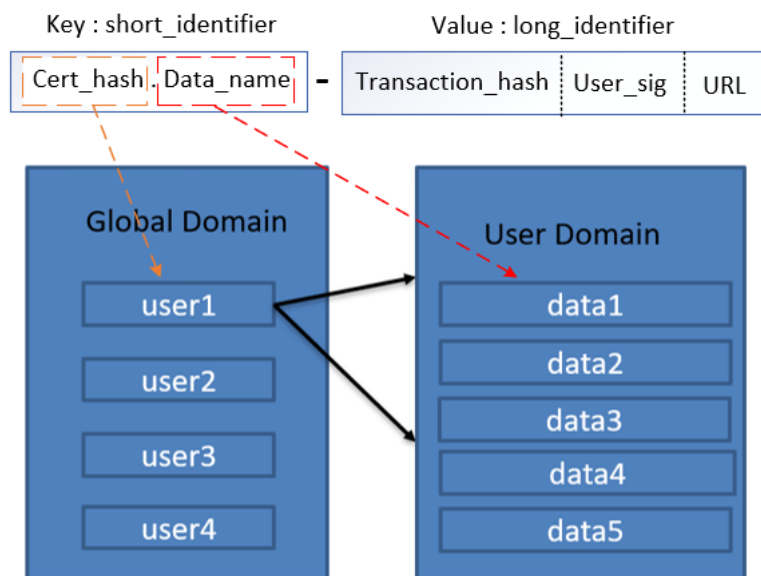 Key : short_identifier
Value : long_identifier
Cert_hash . Data_name - Transaction_hash User_sig URL
Global Domain
user1
user2
user3
user4
User Domain
data1
data2
data3
data4
data5